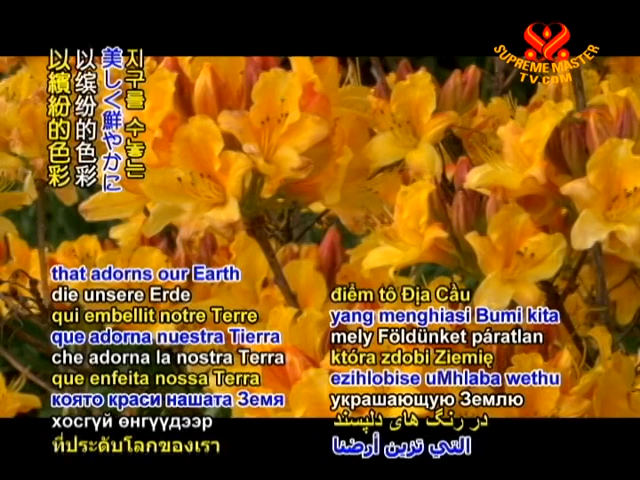 SUPREME MASTER
TV.COM
지구를 수놓는
美しく鮮やかに
以缤纷的色彩
以繽紛的色彩
that adorns our Earth
die unsere Erde
qui embellit notre Terre
que adorna nuestra Tierra
che adorna la nostra Terra
que enfeita nossa Terra
която краси нашата Земя
хосгүй өнгүүдээр
ที่ประดับโลกของเรา
điểm tô Địa Cầu
yang menghiasi Bumi kita
mely Földünket páratlan
która zdobi Ziemię
ezihlobise uMhlaba wethu
украшающую Землю
در رنگ های دلپسند
التي تزين أرضنا